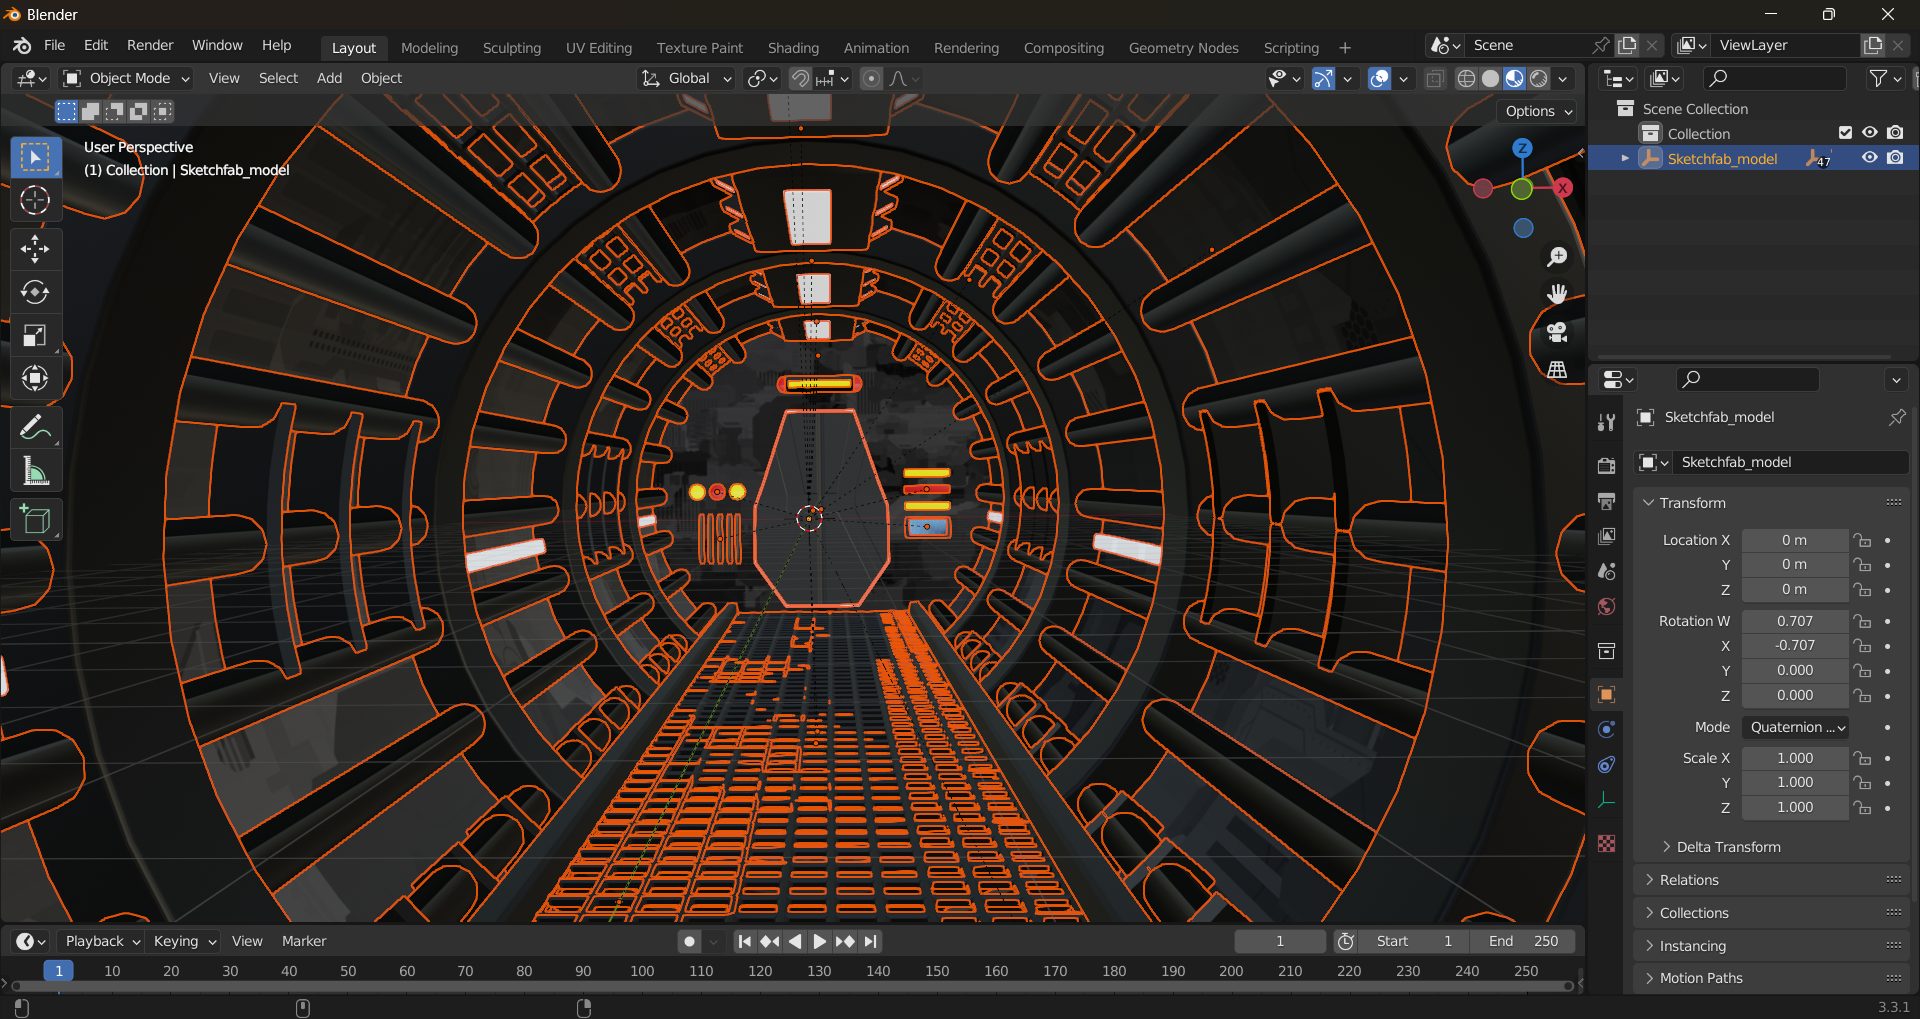 Blender
File Edit Render Window Help Layout Modeling Sculpting UV Editing Texture Paint Shading Animation Rendering Compositing Geometry Nodes Scripting + Scene ViewLayer
Object Mode View Select Add Object Global
Options
User Perspective
(1) Collection | Sketchfab_model
Z
X
Scene Collection
Collection
Sketchfab_model 47
Sketchfab_model
Sketchfab_model
Transform
Location X 0 m
Y 0 m
Z 0 m
Rotation W 0.707
X -0.707
Y 0.000
Z 0.000
Mode Quaternion ...
Scale X 1.000
Y 1.000
Z 1.000
Delta Transform
Relations
Collections
Instancing
Motion Paths
Playback Keying View Marker 1 Start 1 End 250
1 10 20 30 40 50 60 70 80 90 100 110 120 130 140 150 160 170 180 190 200 210 220 230 240 250
3.3.1